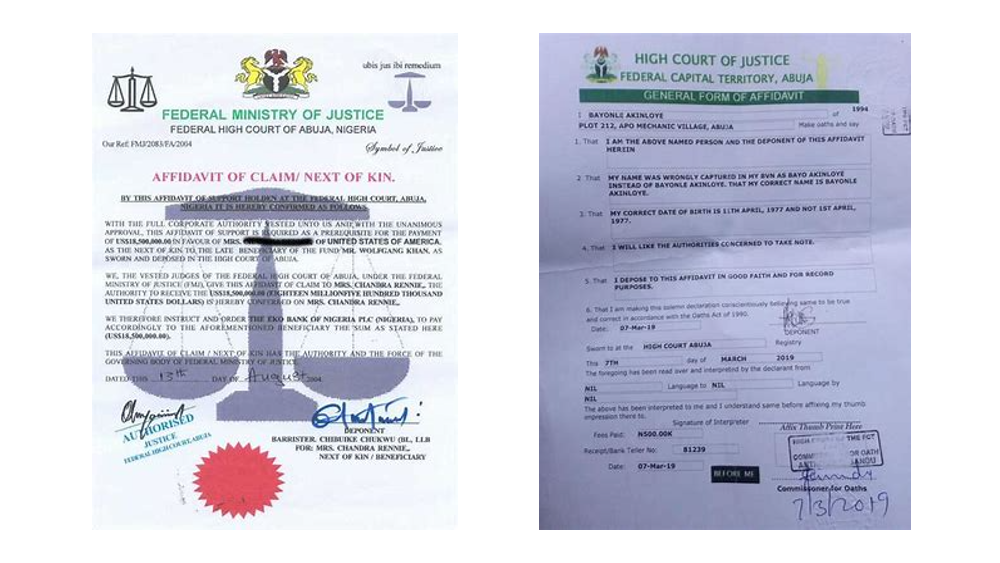 ubis jus ibi remedium
FEDERAL MINISTRY OF JUSTICE
FEDERAL HIGH COURT OF ABUJA, NIGERIA
Our Ref: FMJ/2083/FA/2004
Symbol of Justice
AFFIDAVIT OF CLAIM/ NEXT OF KIN.
BY THIS AFFIDAVIT OF SUPPORT HOLDEN AT THE FEDERAL HIGH COURT, ABUJA,
NIGERIA IT IS HEREBY CONFIRMED AS FOLLOWS
WITH THE FULL CORPORATE AUTHORITY VESTED UNTO US AND WITH THE UNANIMOUS
APPROVAL, THIS AFFIDAVIT OF SUPPORT IS REQUIRED AS A PREREQUISITE FOR THE PAYMENT
OF US$18,500,000.00 IN FAVOUR OF MRS. OF UNITED STATES OF AMERICA.
AS THE NEXT OF KIN TO THE LATE BENEFICIARY OF THE FUND MR. WOLFGANG KHAN, AS
SWORN AND DEPOSED IN THE HIGH COURT OF ABUJA.
WE, THE VESTED JUDGES OF THE FEDERAL HIGH COURT OF ABUJA, UNDER THE FEDERAL
MINISTRY OF JUSTICE (FMJ), GIVE THIS AFFIDAVIT OF CLAIM TO MRS. CHANDRA RENNIE, THE
AUTHORITY TO RECEIVE THE US$18,500,000.00 (EIGHTEEN MILLIONFIVE HUNDRED THOUSAND
UNITED STATES DOLLARS) IS HEREBY CONFERRED ON MRS. CHANDRA RENNIE.
WE THEREFORE INSTRUCT AND ORDER THE EKO BANK OF NIGERIA PLC (NIGERIA), TO PAY
ACCORDINGLY TO THE AFOREMENTIONED BENEFICIARY THE SUM AS STATED HERE
(US$18,500,000.00).
THIS AFFIDAVIT OF CLAIM / NEXT OF KIN HAS THE AUTHORITY AND THE FORCE OF THE
GOVERNING BODY OF FEDERAL MINISTRY OF JUSTICE.
DATED THIS 13th DAY OF August 2004.
AUTHORISED
JUSTICE
FEDERAL HIGH COURT, ABUJA
DEPONENT
BARRISTER. CHIBUIKE CHUKWU (BL, LLB
FOR: MRS. CHANDRA RENNIE,
NEXT OF KIN / BENEFICIARY
HIGH COURT OF JUSTICE
FEDERAL CAPITAL TERRITORY, ABUJA
GENERAL FORM OF AFFIDAVIT
1994
I BAYONLE AKINLOYE of
PLOT 212, APO MECHANIC VILLAGE, ABUJA Make oaths and say
1. That I AM THE ABOVE NAMED PERSON AND THE DEPONENT OF THIS AFFIDAVIT
HEREIN
2 That MY NAME WAS WRONGLY CAPTURED IN MY BVN AS BAYO AKINLOYE
INSTEAD OF BAYONLE AKINLOYE. THAT MY CORRECT NAME IS BAYONLE
AKINLOYE.
3. That MY CORRECT DATE OF BIRTH IS 11TH APRIL, 1977 AND NOT 1ST APRIL,
1977.
4. That I WILL LIKE THE AUTHORITIES CONCERNED TO TAKE NOTE.
5. That I DEPOSE TO THIS AFFIDAVIT IN GOOD FAITH AND FOR RECORD
PURPOSES.
6. That I am making this solemn declaration conscientiously believing same to be true
and correct in accordance with the Oaths Act of 1990.
Date: 07-Mar-19
DEPONENT
Sworn to at the HIGH COURT ABUJA Registry
This 7TH day of MARCH 2019
The foregoing has been read over and interpreted by the declarant from
NIL Language to NIL Language by
NIL
The above has been interpreted to me and I understand same before affixing my thumb
impression there to.
Signature of Interpreter
Affix Thumb Print Here
Fees Paid: N500.00K
Receipt/Bank Teller No: 81239
Date: 07-Mar-19
BEFORE ME
Commissioner for Oaths
7/3/2019